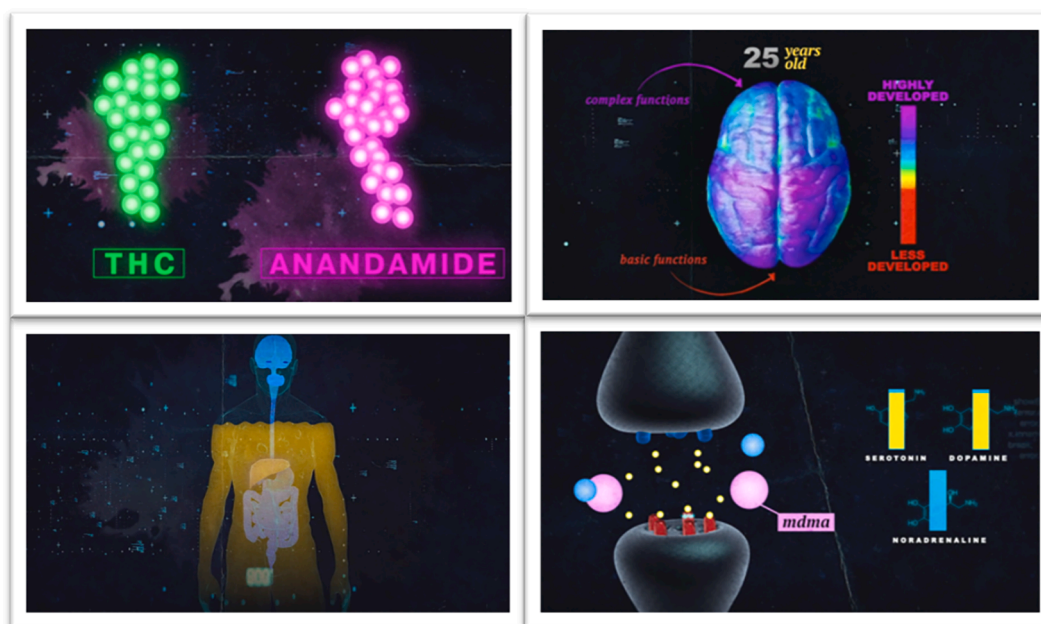 THC
ANANDAMIDE
25 years old
complex functions
HIGHLY
DEVELOPED
basic functions
LESS
DEVELOPED
mdma
SEROTONIN
DOPAMINE
NORADRENALINE